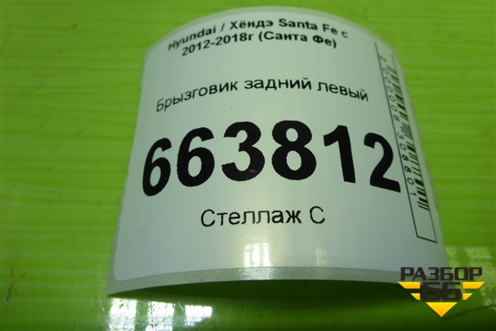 Hyundai / Хёндэ Santa Fe с
2012-2018г (Санта Фе)
Брызговик задний левый
663812
Стеллаж С
РАЗБОР
66